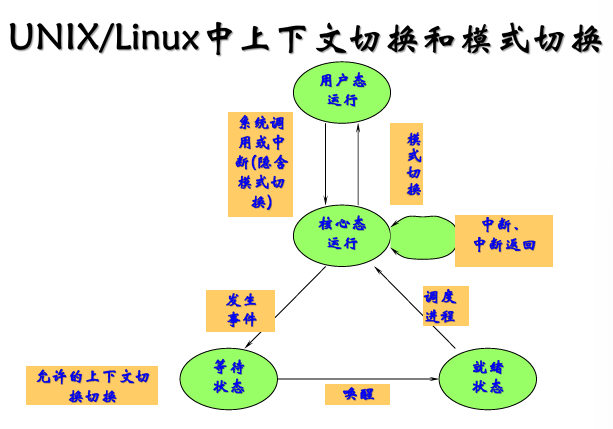 UNIX/Linux中上下文切换和模式切换
用户态
运行
系统调
用或中
断(隐含
模式切
换)
模
式
切
换
核心态
运行
中断、
中断返回
发生
事件
调度
进程
等待
状态
就绪
状态
允许的上下文切
换切换
唤醒